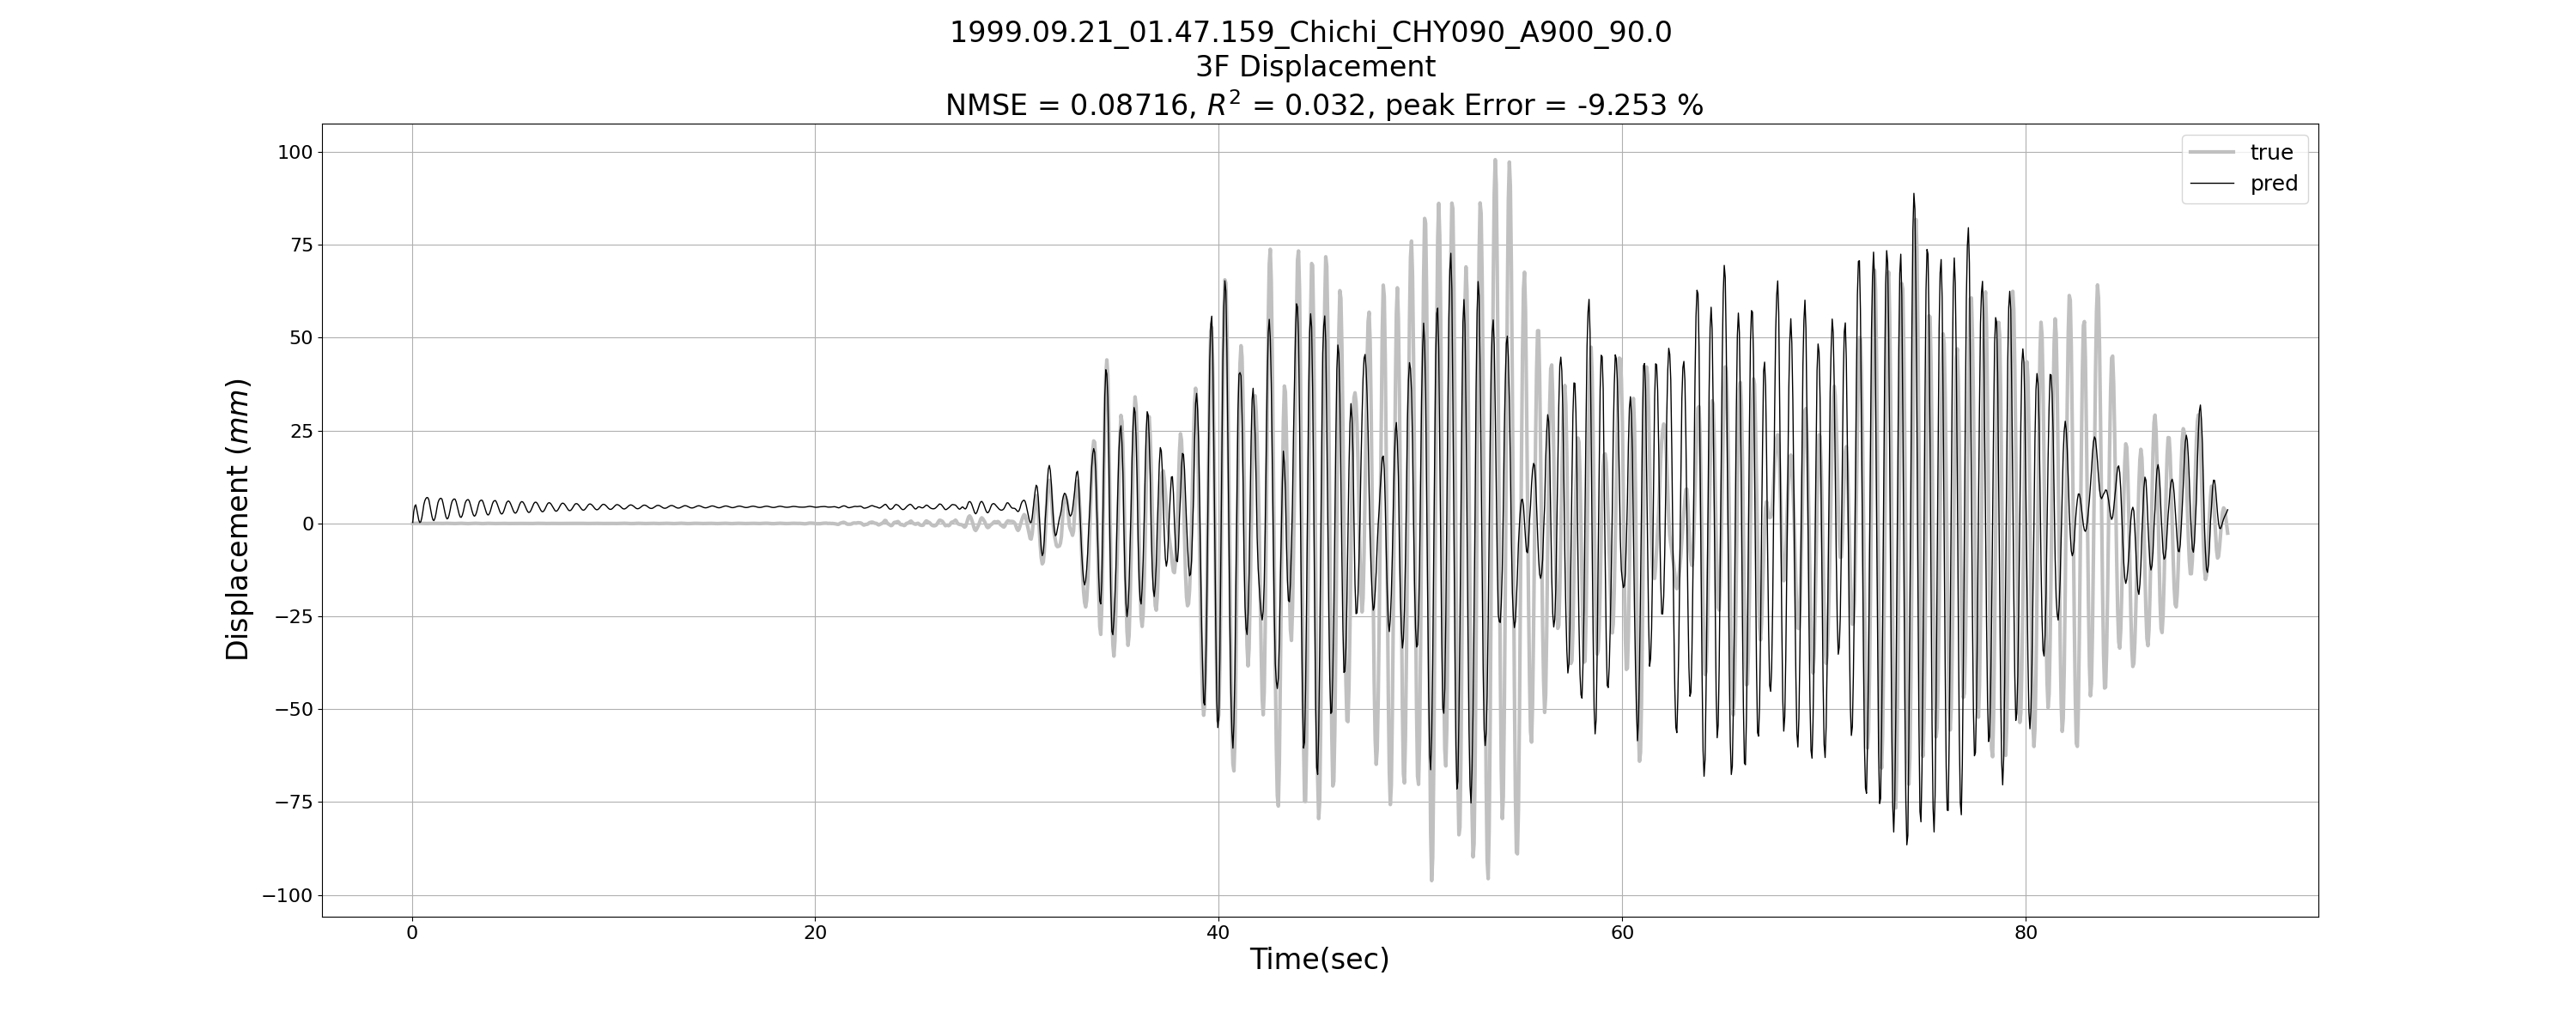 1999.09.21_01.47.159_Chichi_CHY090_A900_90.0
3F Displacement
NMSE = 0.08716, R² = 0.032, peak Error = -9.253 %
true
pred
100
75
50
25
0
−25
−50
−75
−100
Displacement (mm)
0 20 40 60 80
Time(sec)